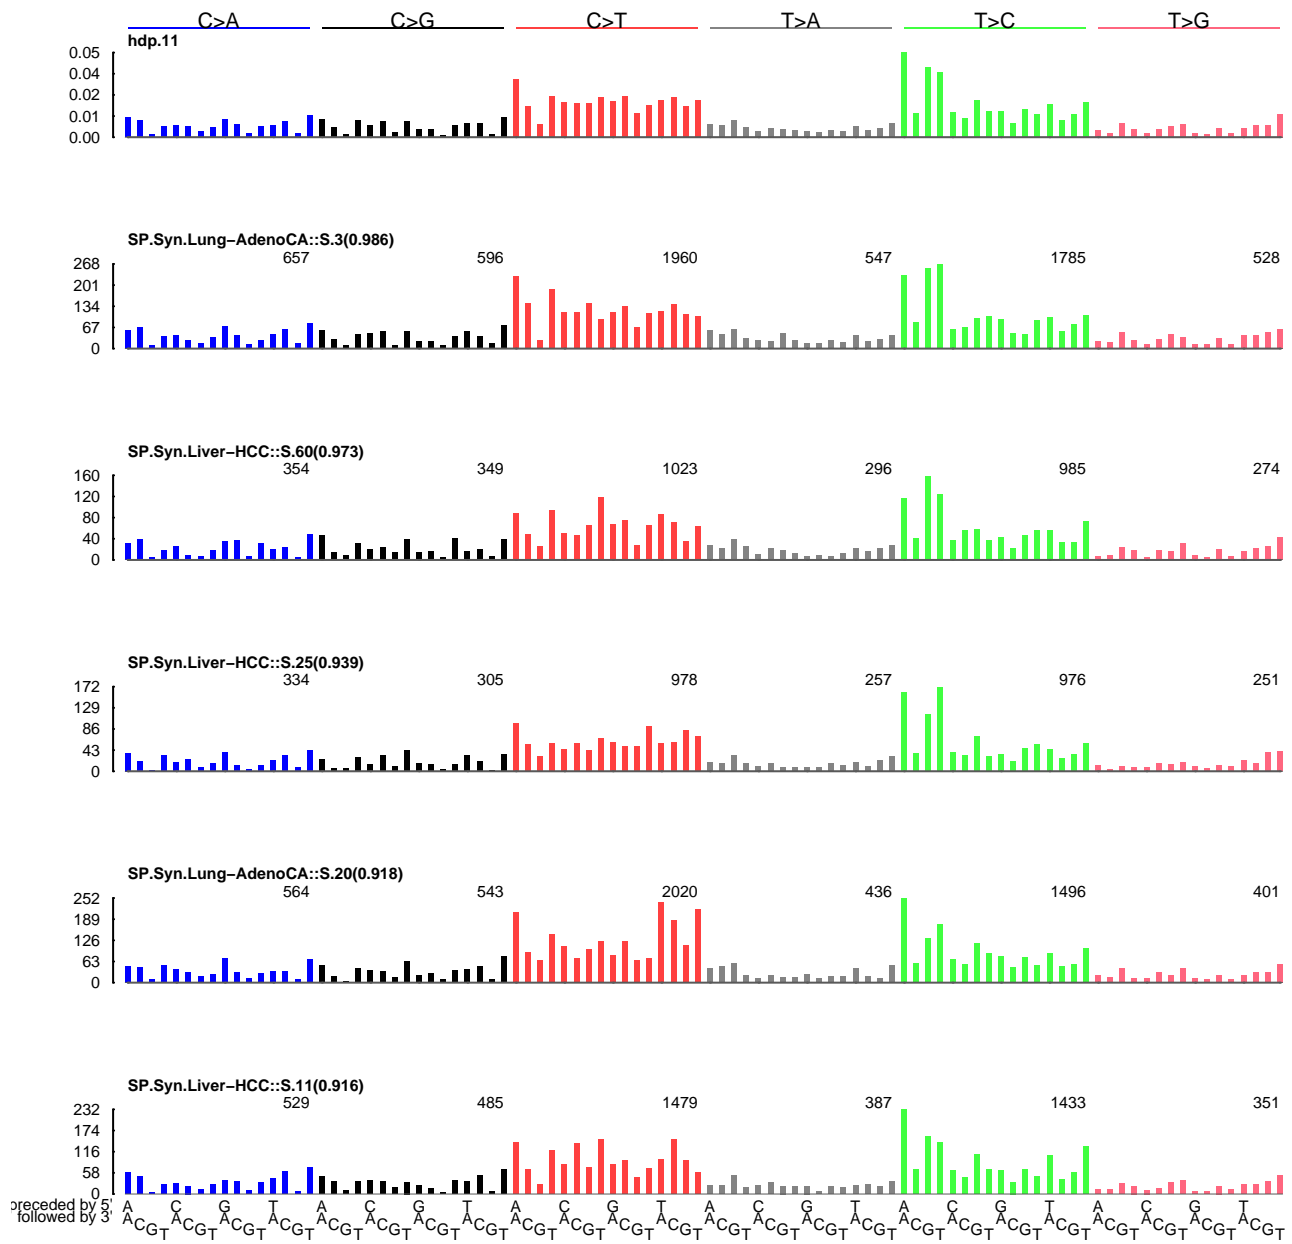 C>A C>G C>T T>A T>C T>G
hdp.11
0.05
0.04
0.02
0.01
0.00
SP.Syn.Lung−AdenoCA::S.3(0.986)
657 596 1960 547 1785 528
268
201
134
67
0
SP.Syn.Liver−HCC::S.60(0.973)
354 349 1023 296 985 274
160
120
80
40
0
SP.Syn.Liver−HCC::S.25(0.939)
334 305 978 257 976 251
172
129
86
43
0
SP.Syn.Lung−AdenoCA::S.20(0.918)
564 543 2020 436 1496 401
252
189
126
63
0
SP.Syn.Liver−HCC::S.11(0.916)
529 485 1479 387 1433 351
232
174
116
58
0
preceded by 5' A C G T A C G T A C G T A C G T A C G T A C G T
followed by 3' A C G T A C G T A C G T A C G T A C G T A C G T A C G T A C G T A C G T A C G T A C G T A C G T A C G T A C G T A C G T A C G T A C G T A C G T A C G T A C G T A C G T A C G T A C G T A C G T